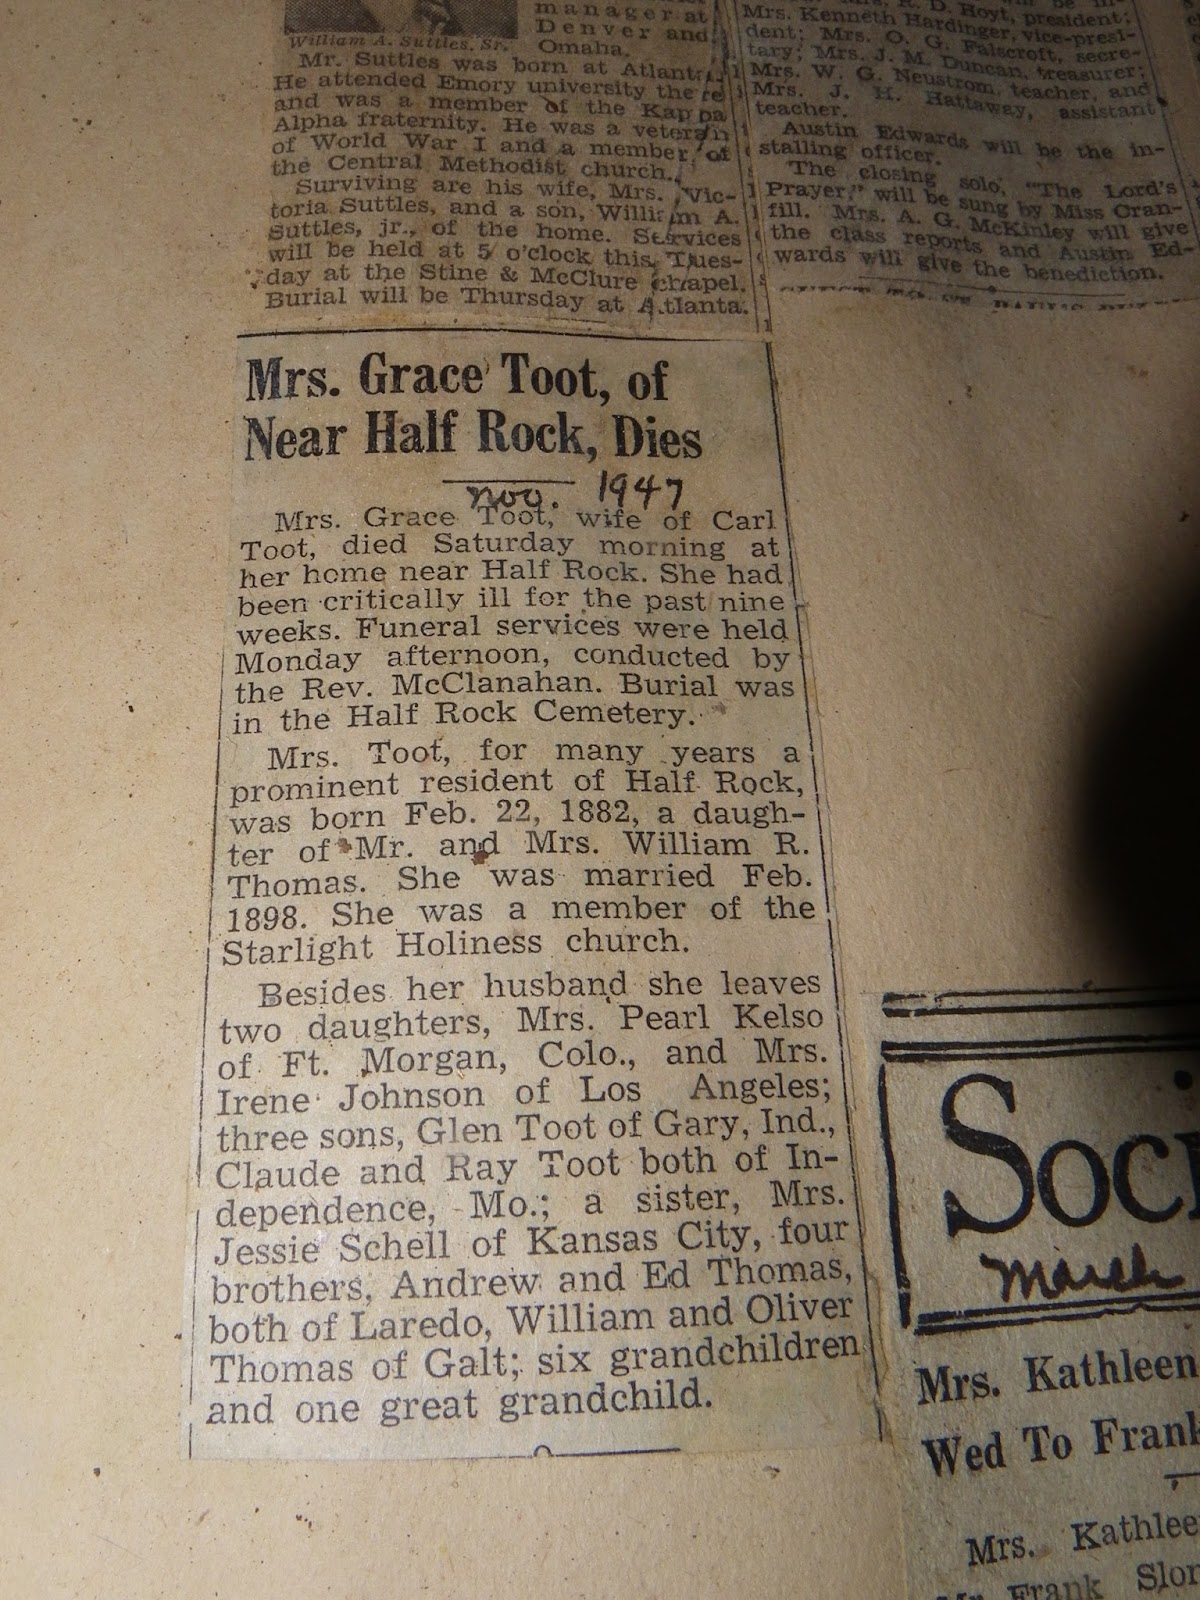 manager at
Denver and
Omaha.
William A. Suttles, Sr.
Mr. Suttles was born at Atlanta.
He attended Emory university there
and was a member of the Kappa
Alpha fraternity. He was a veteran
of World War I and a member of
the Central Methodist church.
Surviving are his wife, Mrs. Vic-
toria Suttles, and a son, William A.
Suttles, jr., of the home. Services
will be held at 5 o'clock this Tues-
day at the Stine & McClure chapel.
Burial will be Thursday at Atlanta.
D. Hoyt, president;
Mrs. Kenneth Hardinger, vice-presi-
dent; Mrs. O. G. Falscroft, secre-
tary; Mrs. J. M. Duncan, treasurer;
Mrs. W. G. Neustrom, teacher, and
Mrs. J. H. Hattaway, assistant
teacher.
Austin Edwards will be the in-
stalling officer.
The closing solo, "The Lord's
Prayer," will be sung by Miss Cran-
fill. Mrs. A. G. McKinley will give
the class reports and Austin Ed-
wards will give the benediction.
Mrs. Grace Toot, of
Near Half Rock, Dies
Nov. 1947
Mrs. Grace Toot, wife of Carl
Toot, died Saturday morning at
her home near Half Rock. She had
been critically ill for the past nine
weeks. Funeral services were held
Monday afternoon, conducted by
the Rev. McClanahan. Burial was
in the Half Rock Cemetery.
Mrs. Toot, for many years a
prominent resident of Half Rock,
was born Feb. 22, 1882, a daugh-
ter of Mr. and Mrs. William R.
Thomas. She was married Feb.
1898. She was a member of the
Starlight Holiness church.
Besides her husband she leaves
two daughters, Mrs. Pearl Kelso
of Ft. Morgan, Colo., and Mrs.
Irene Johnson of Los Angeles;
three sons, Glen Toot of Gary, Ind.,
Claude and Ray Toot both of In-
dependence, Mo.; a sister, Mrs.
Jessie Schell of Kansas City, four
brothers, Andrew and Ed Thomas,
both of Laredo, William and Oliver
Thomas of Galt; six grandchildren
and one great grandchild.
Soci
March
Mrs. Kathleen
Wed To Frank
Mrs. Kathlee
Mr. Frank Slon